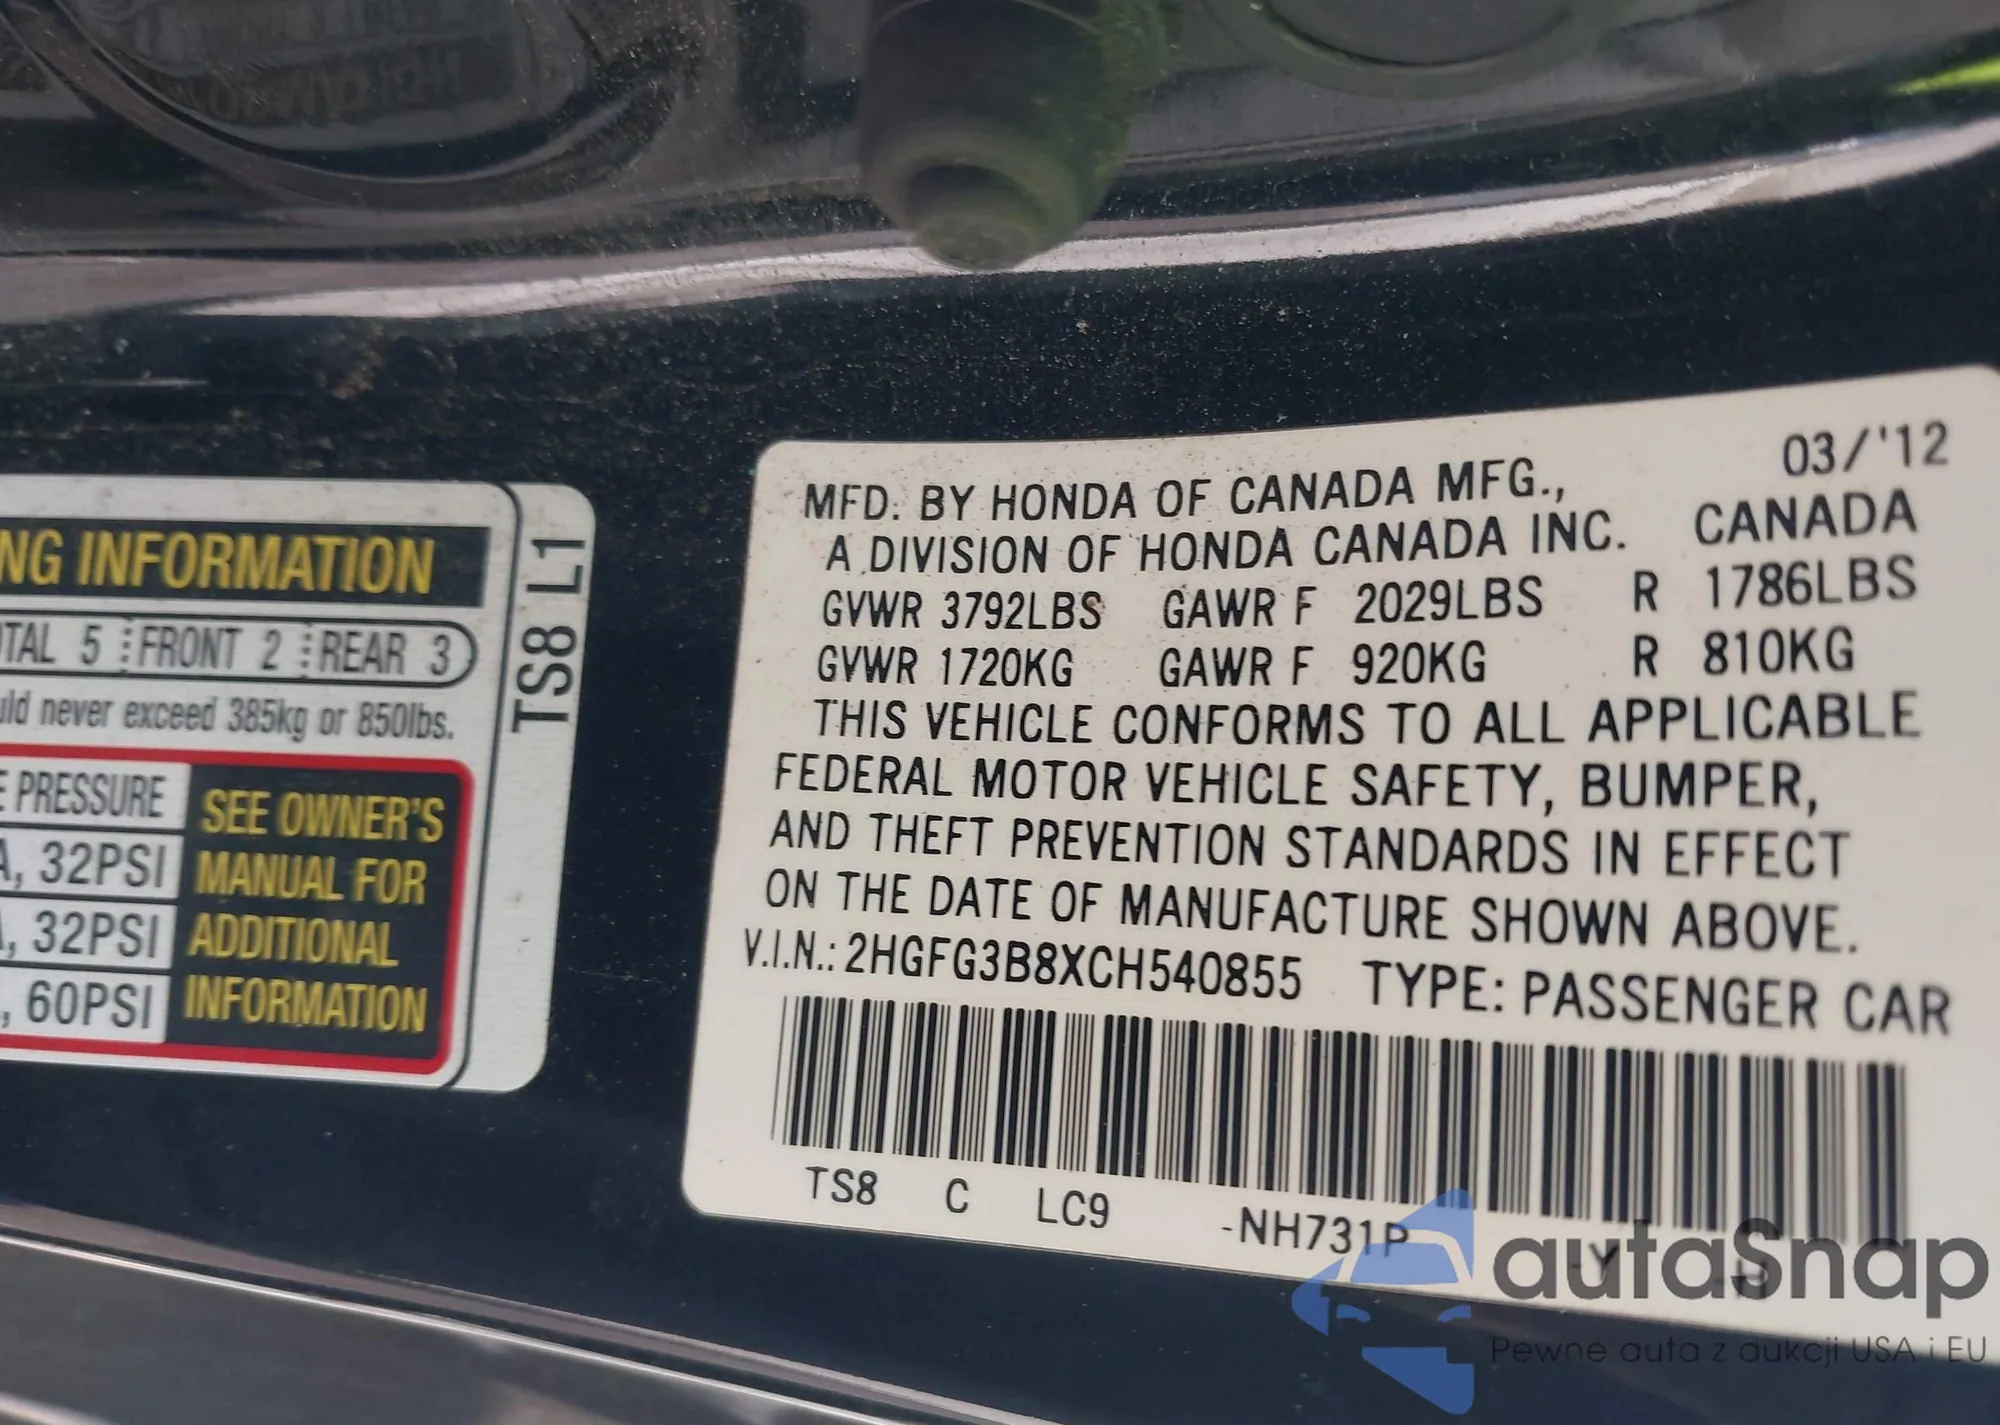 NG INFORMATION
TAL 5 FRONT 2 REAR 3
uld never exceed 385kg or 850lbs.
E PRESSURE
A, 32PSI
, 32PSI
, 60PSI
SEE OWNER'S
MANUAL FOR
ADDITIONAL
INFORMATION
TS8 L1
03/'12
MFD. BY HONDA OF CANADA MFG.,
A DIVISION OF HONDA CANADA INC. CANADA
GVWR 3792LBS GAWR F 2029LBS R 1786LBS
GVWR 1720KG GAWR F 920KG R 810KG
THIS VEHICLE CONFORMS TO ALL APPLICABLE
FEDERAL MOTOR VEHICLE SAFETY, BUMPER,
AND THEFT PREVENTION STANDARDS IN EFFECT
ON THE DATE OF MANUFACTURE SHOWN ABOVE.
V.I.N.: 2HGFG3B8XCH540855 TYPE: PASSENGER CAR
TS8 C LC9 -NH731P Y
autaSnap
Pewne auta z aukcji USA i EU